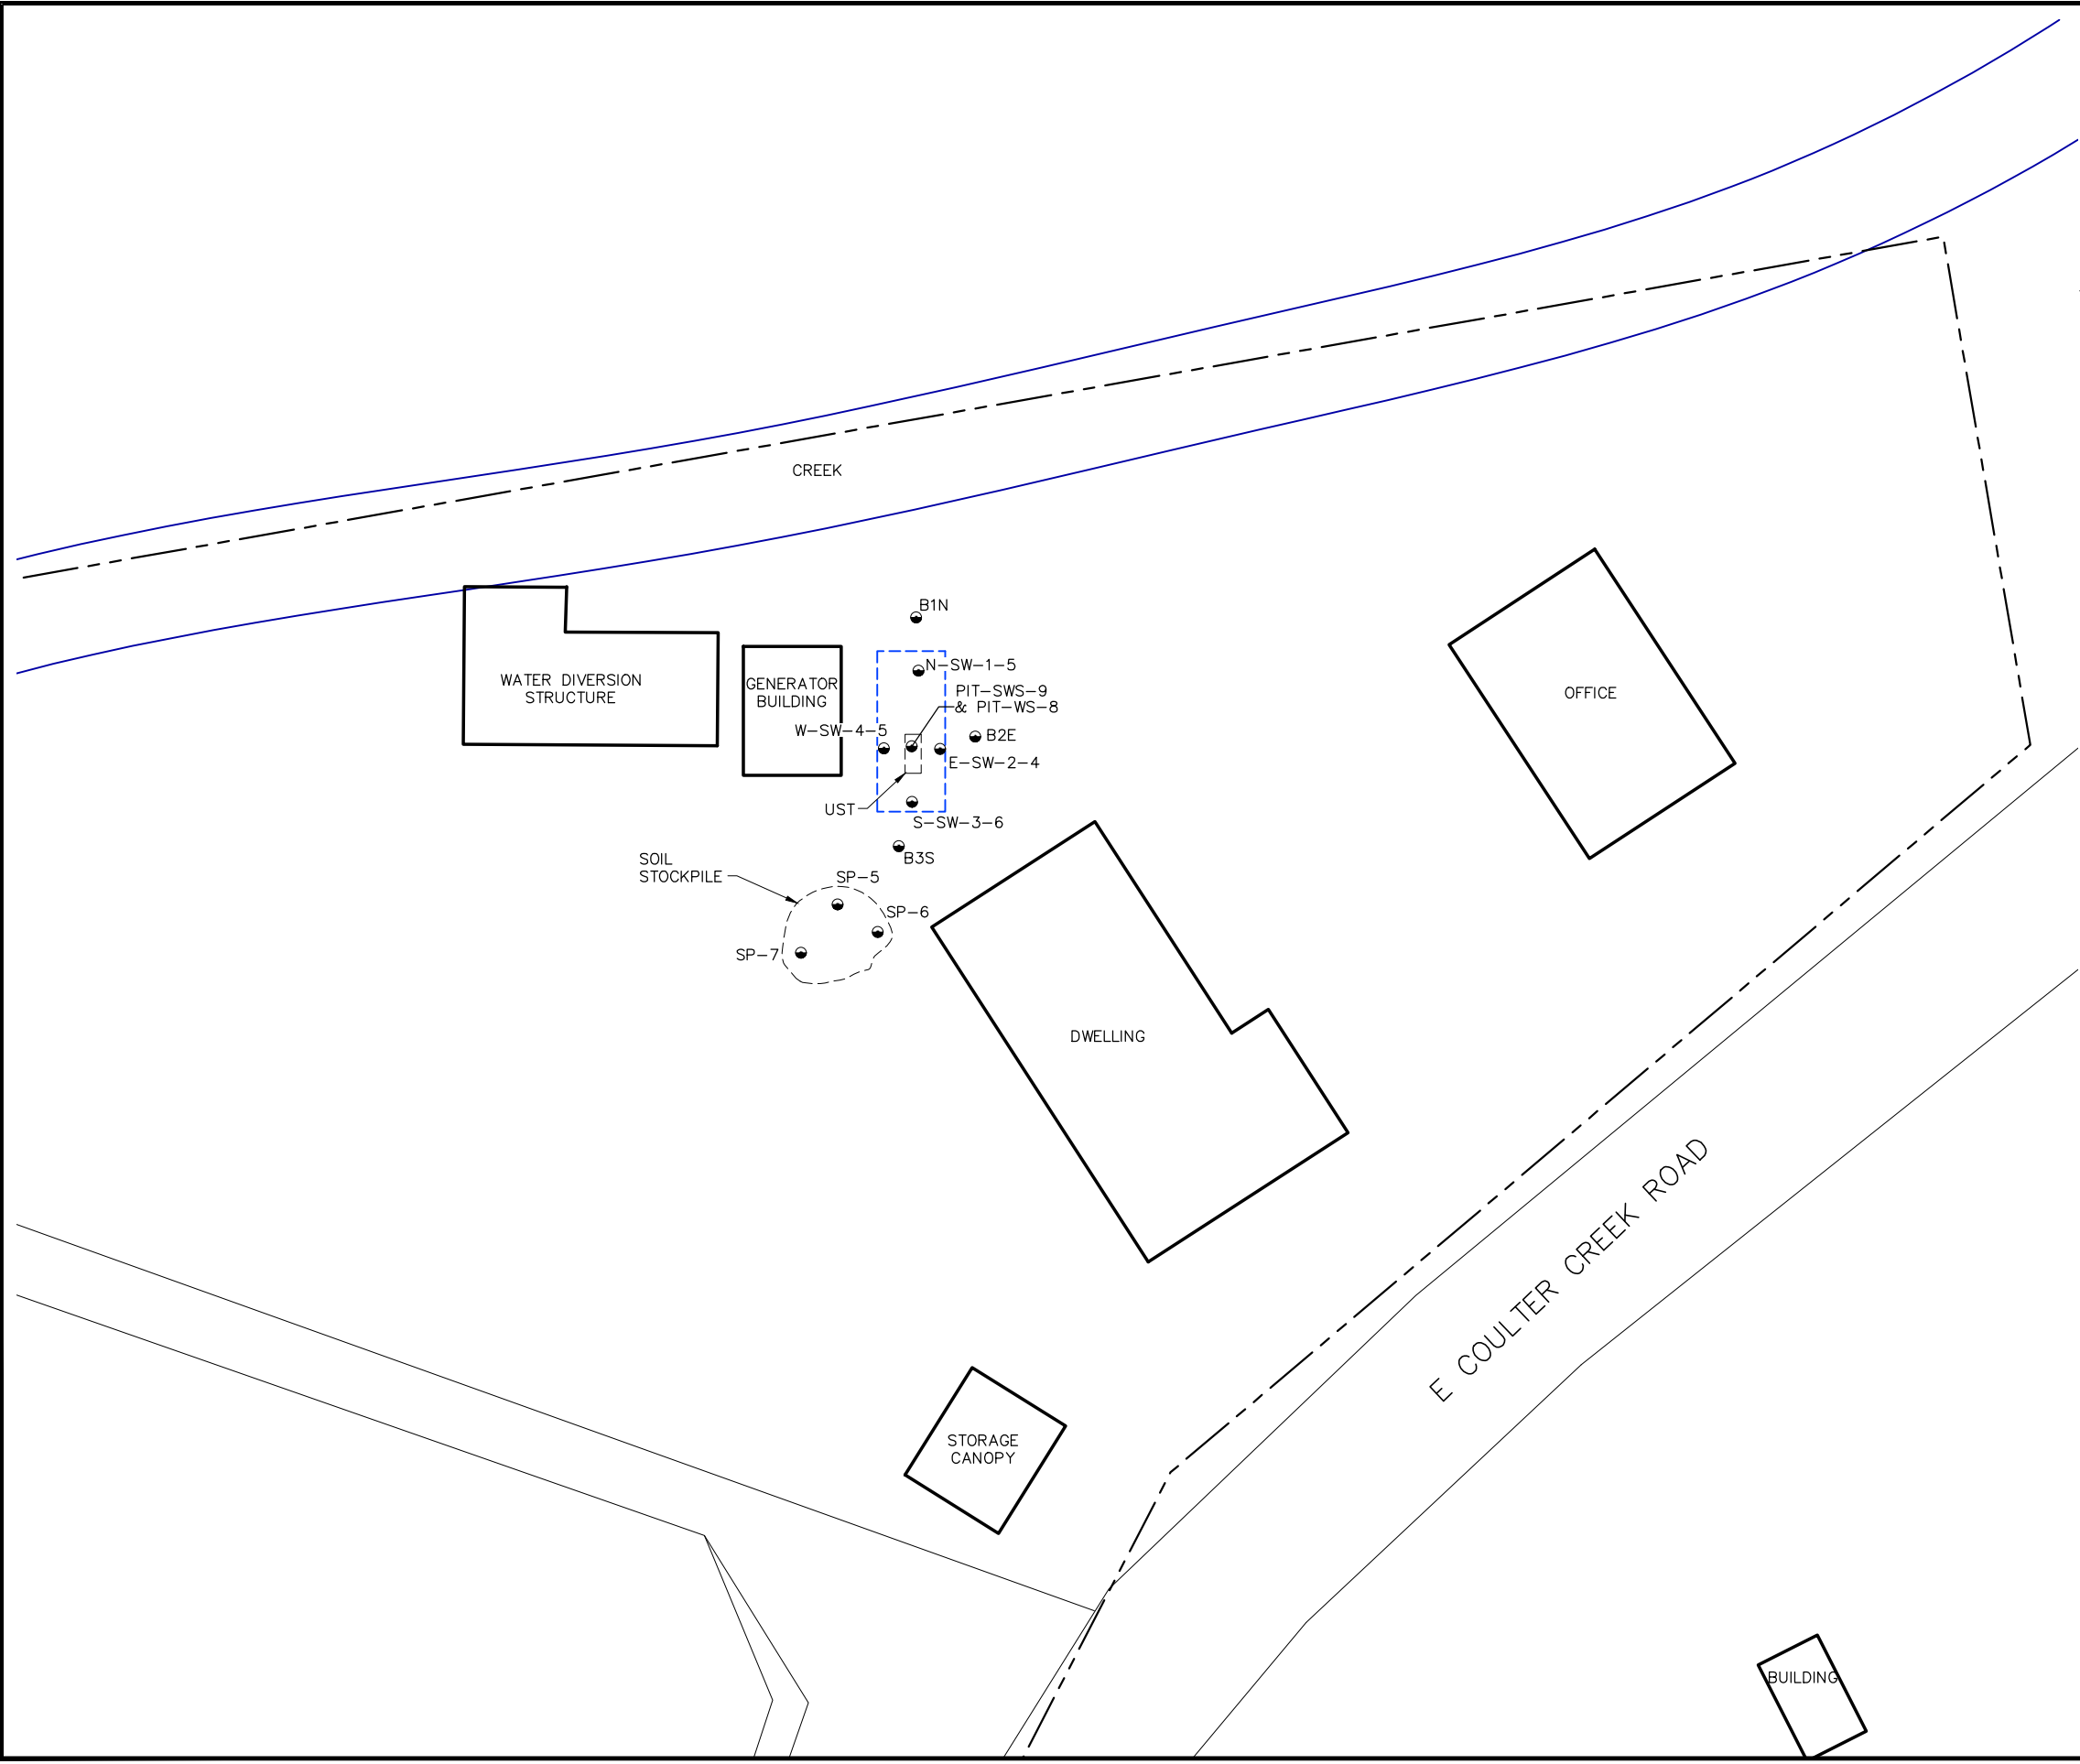 CREEK
B1N
N-SW-1-5
WATER DIVERSION
STRUCTURE
GENERATOR
BUILDING
PIT-SWS-9
& PIT-WS-8
OFFICE
W-SW-4-5
B2E
E-SW-2-4
UST
S-SW-3-6
B3S
SOIL
STOCKPILE
SP-5
SP-6
SP-7
DWELLING
E COULTER CREEK ROAD
STORAGE
CANOPY
BUILDING